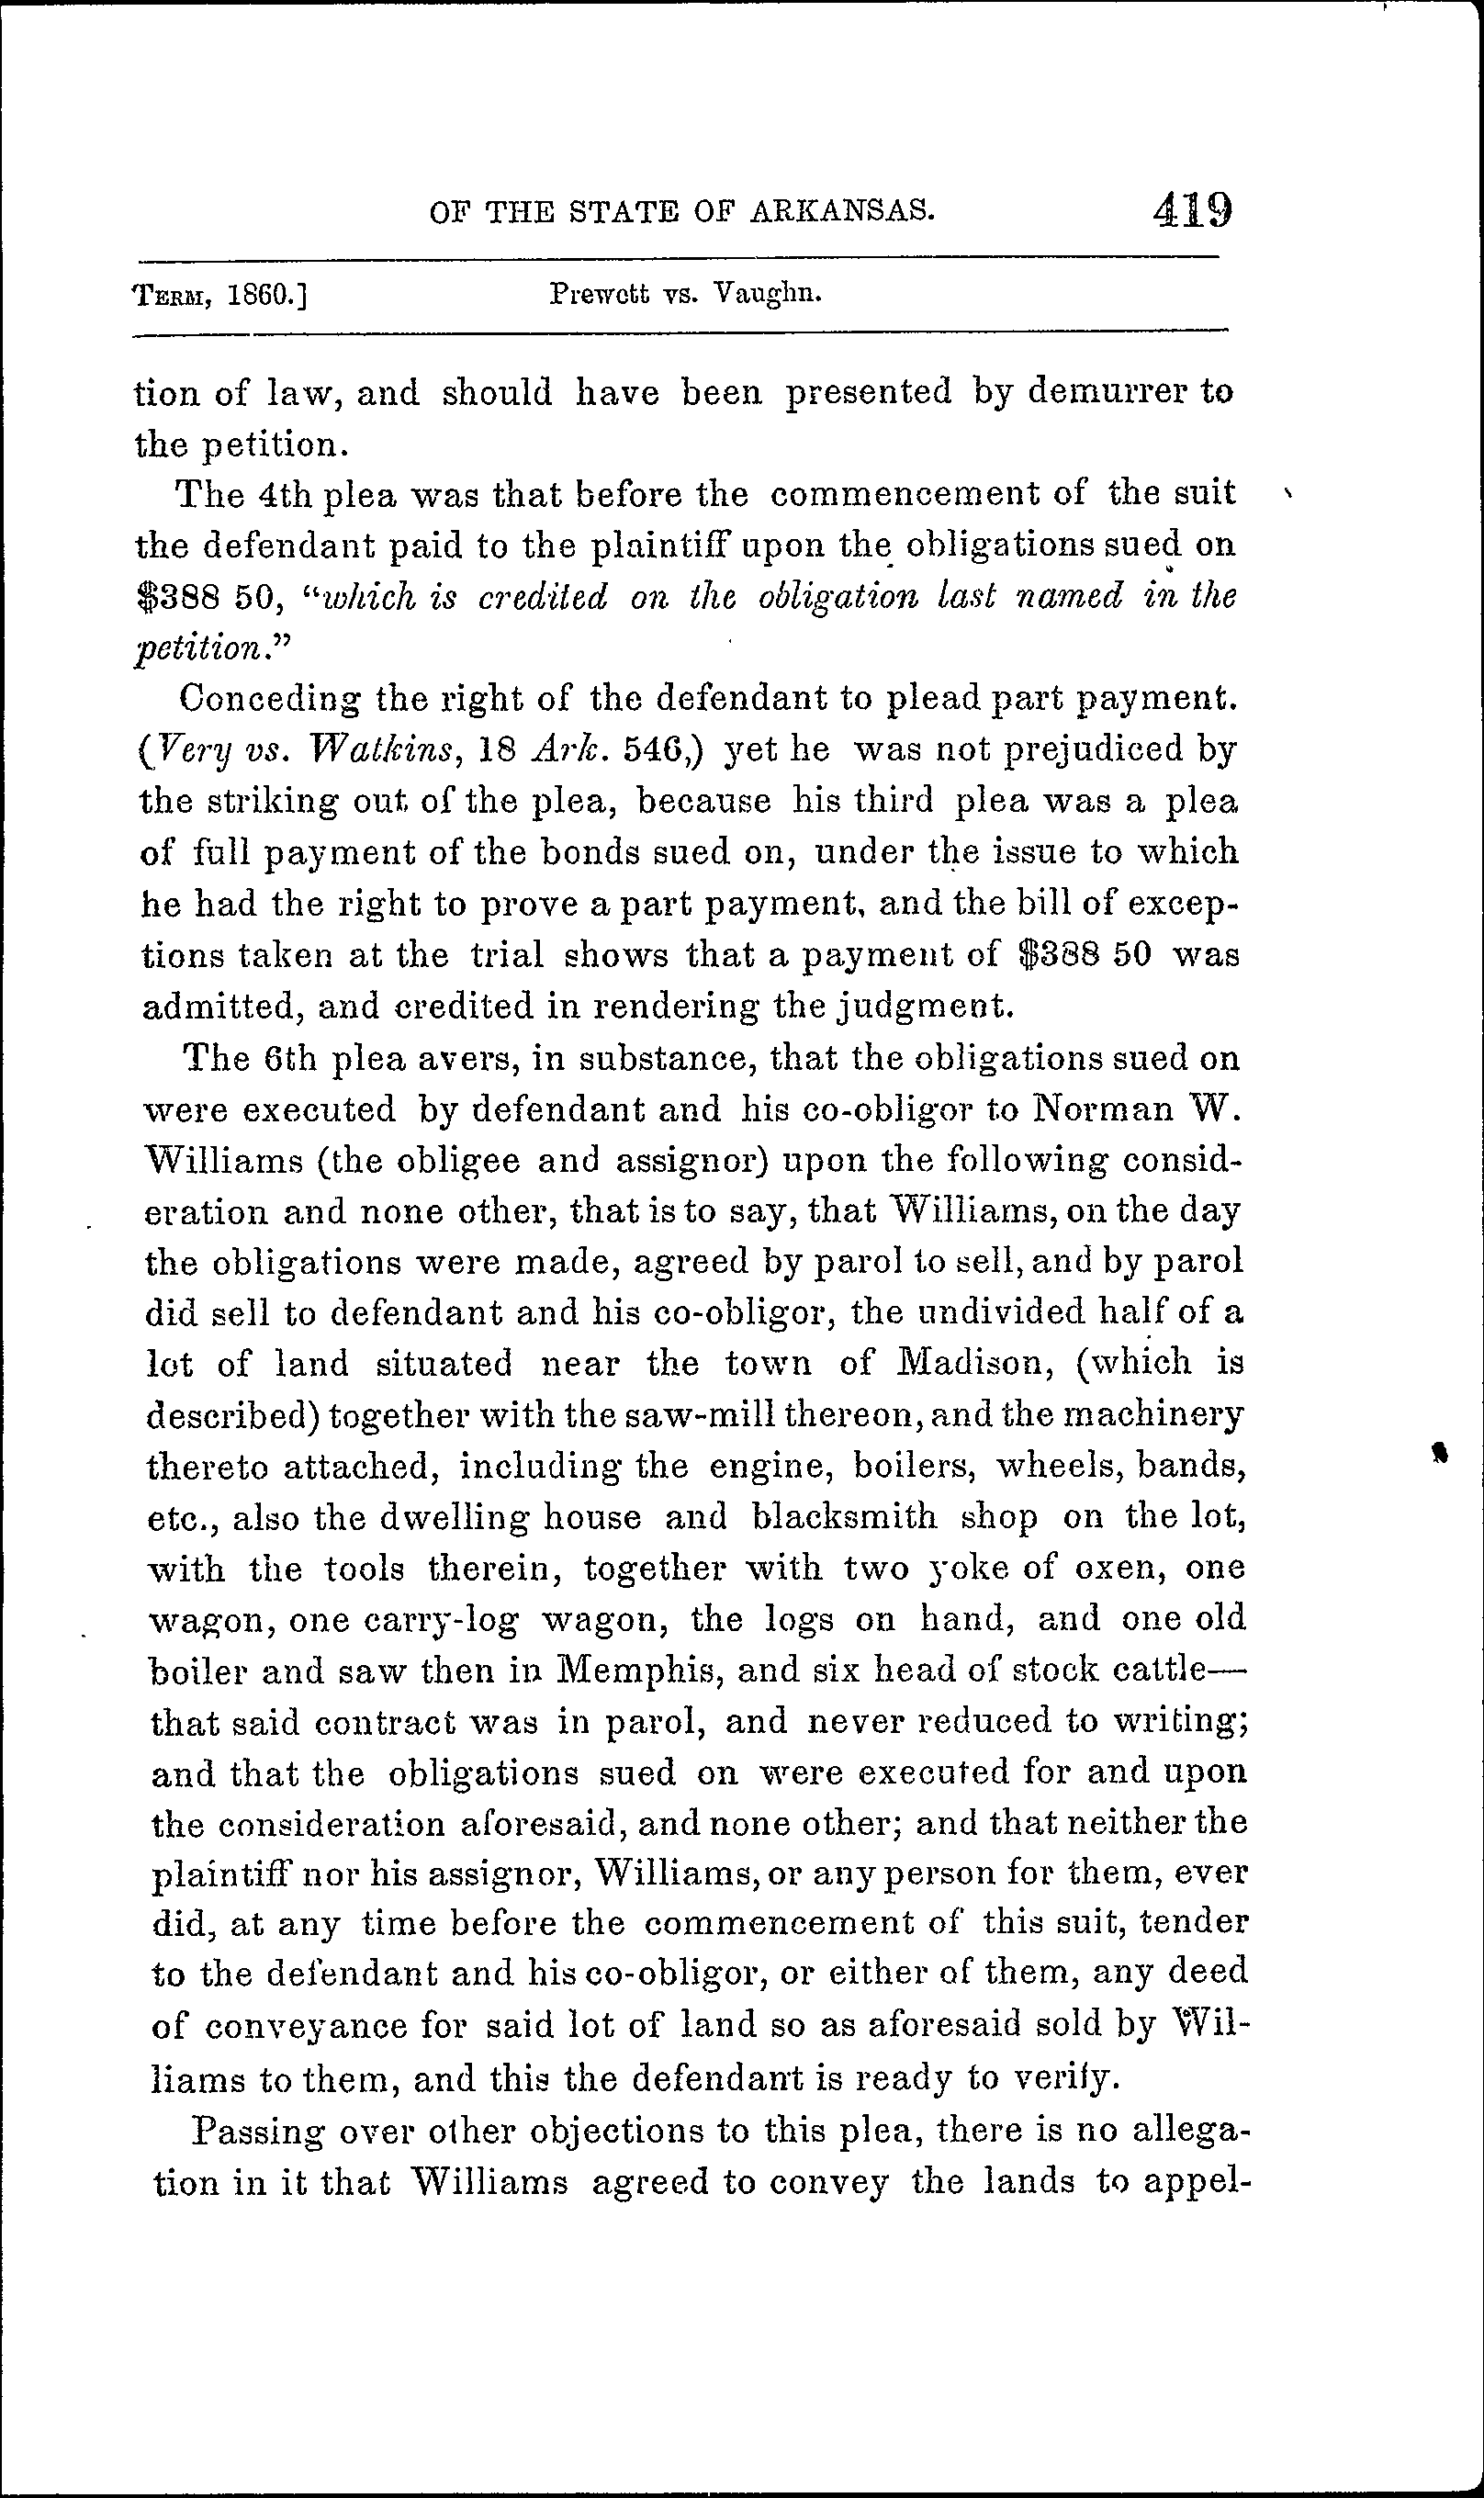 OF THE STATE OF ARKANSAS. 419
TERM, 1860.] Prewott vs. Vaughn.
tion of law, and should have been presented by demurrer to
the petition.
The 4th plea was that before the commencement of the suit
the defendant paid to the plaintiff upon the obligations sued on
$388 50, “which is credited on the obligation last named in the
petition.”
Conceding the right of the defendant to plead part payment.
(Very vs. Watkins, 18 Ark. 546,) yet he was not prejudiced by
the striking out of the plea, because his third plea was a plea
of full payment of the bonds sued on, under the issue to which
he had the right to prove a part payment, and the bill of excep-
tions taken at the trial shows that a payment of $388 50 was
admitted, and credited in rendering the judgment.
The 6th plea avers, in substance, that the obligations sued on
were executed by defendant and his co-obligor to Norman W.
Williams (the obligee and assignor) upon the following consid-
eration and none other, that is to say, that Williams, on the day
the obligations were made, agreed by parol to sell, and by parol
did sell to defendant and his co-obligor, the undivided half of a
lot of land situated near the town of Madison, (which is
described) together with the saw-mill thereon, and the machinery
thereto attached, including the engine, boilers, wheels, bands,
etc., also the dwelling house and blacksmith shop on the lot,
with the tools therein, together with two yoke of oxen, one
wagon, one carry-log wagon, the logs on hand, and one old
boiler and saw then in Memphis, and six head of stock cattle—
that said contract was in parol, and never reduced to writing;
and that the obligations sued on were executed for and upon
the consideration aforesaid, and none other; and that neither the
plaintiff nor his assignor, Williams, or any person for them, ever
did, at any time before the commencement of this suit, tender
to the defendant and his co-obligor, or either of them, any deed
of conveyance for said lot of land so as aforesaid sold by Wil-
liams to them, and this the defendant is ready to verify.
Passing over other objections to this plea, there is no allega-
tion in it that Williams agreed to convey the lands to appel-